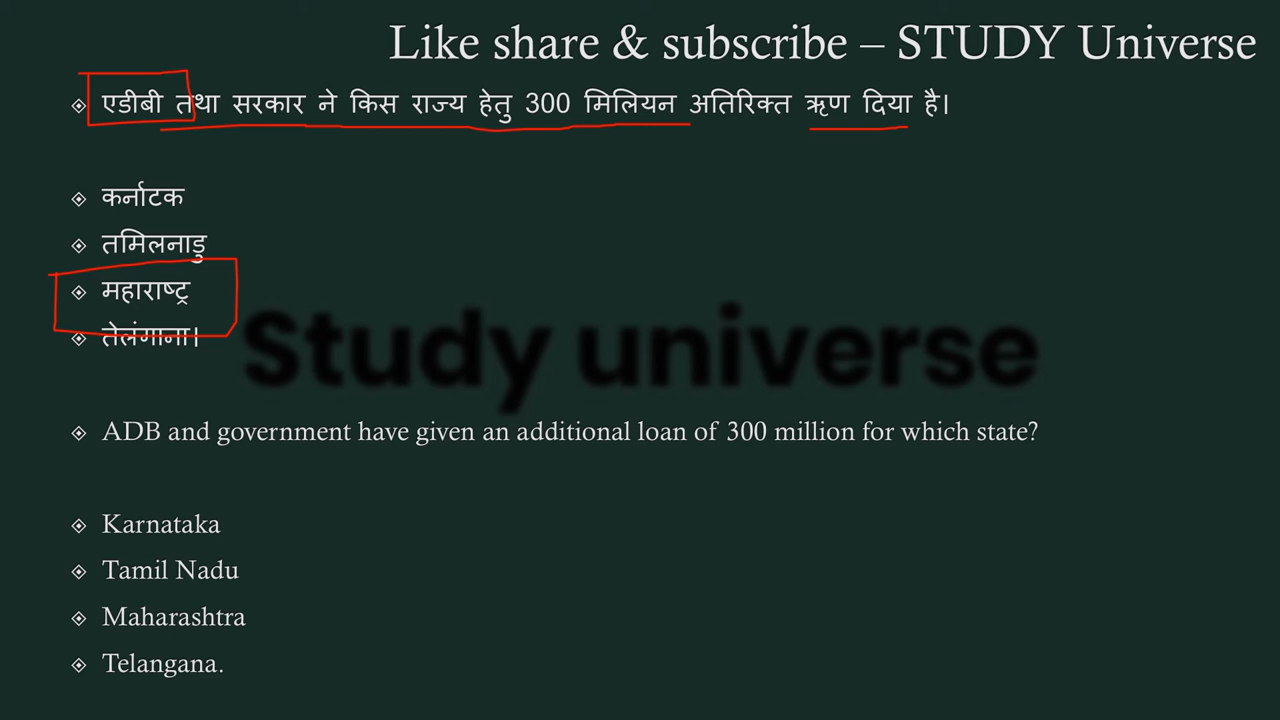 Like share & subscribe – STUDY Universe
एडीबी तथा सरकार ने किस राज्य हेतु 300 मिलियन अतिरिक्त ऋण दिया है।
कर्नाटक
तमिलनाडु
महाराष्ट्र
तेलंगाना।
Study universe
ADB and government have given an additional loan of 300 million for which state?
Karnataka
Tamil Nadu
Maharashtra
Telangana.